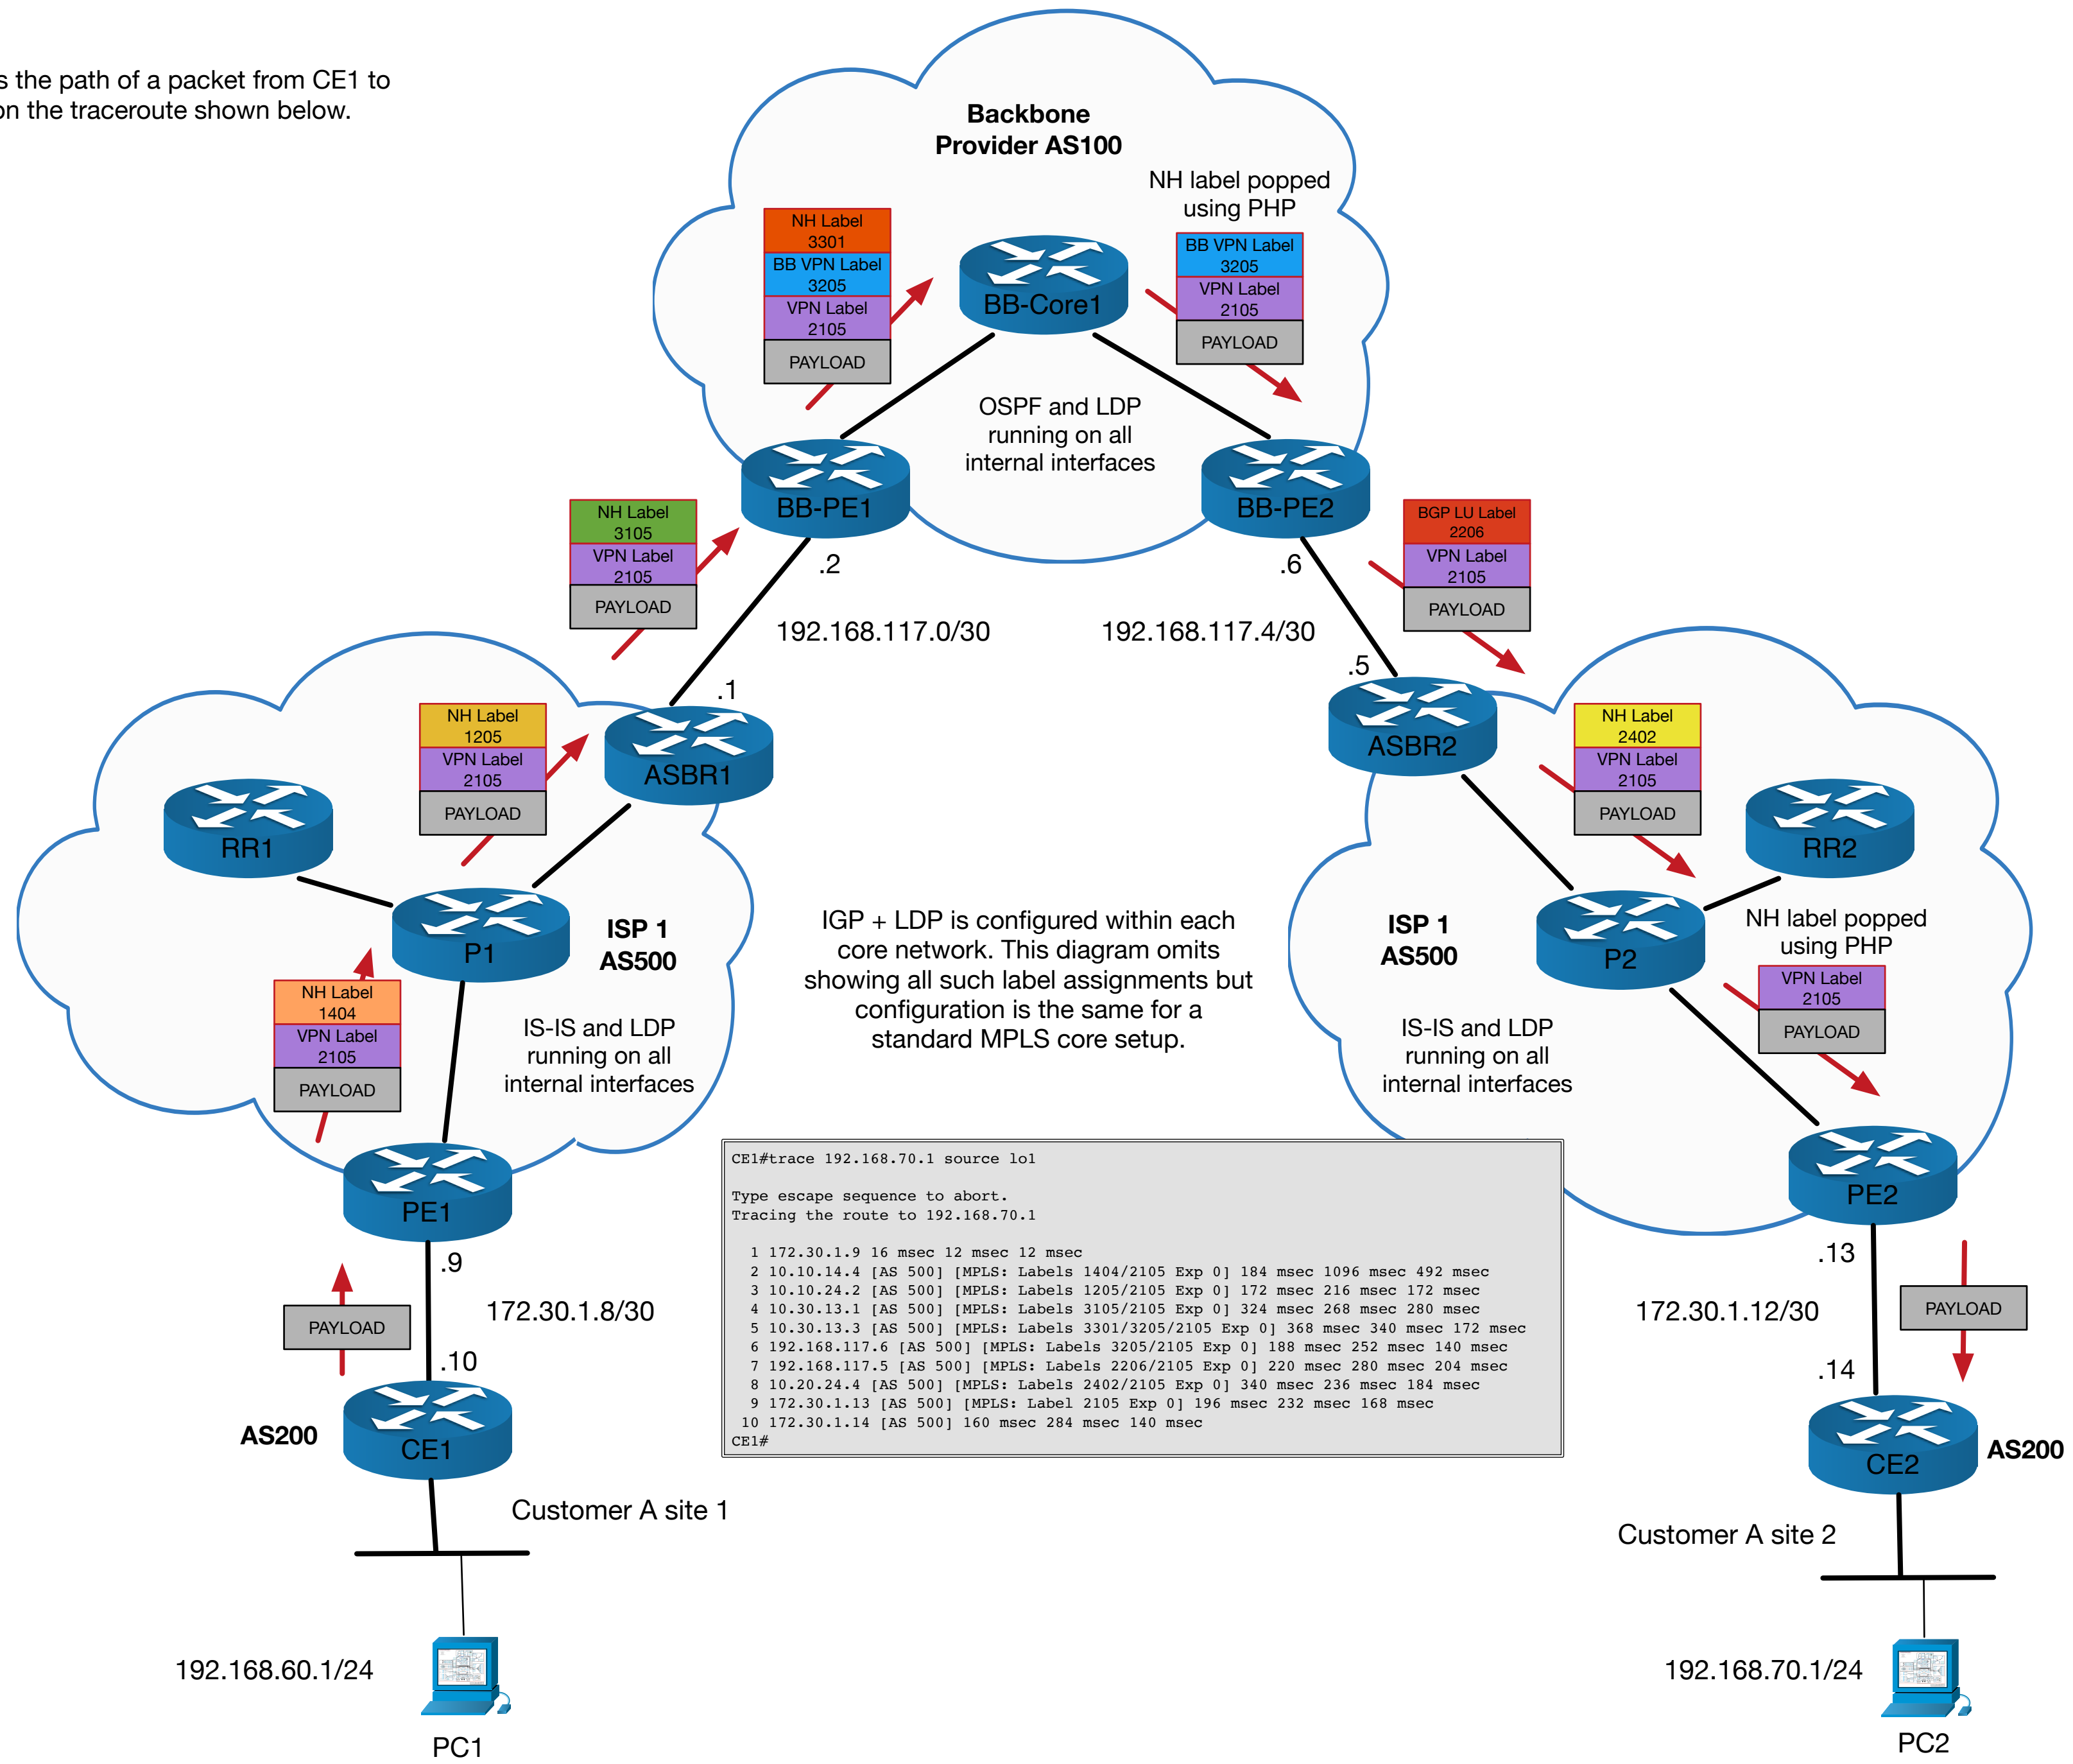 s the path of a packet from CE1 to
on the traceroute shown below.
Backbone
Provider AS100
NH label popped
using PHP
NH Label
3301
BB VPN Label
3205
VPN Label
2105
PAYLOAD
BB-Core1
BB VPN Label
3205
VPN Label
2105
PAYLOAD
OSPF and LDP
running on all
internal interfaces
BB-PE1
BB-PE2
NH Label
3105
VPN Label
2105
PAYLOAD
BGP LU Label
2206
VPN Label
2105
PAYLOAD
.2
.6
192.168.117.0/30
192.168.117.4/30
.1
.5
NH Label
1205
VPN Label
2105
PAYLOAD
ASBR1
ASBR2
NH Label
2402
VPN Label
2105
PAYLOAD
RR1
RR2
P1
ISP 1
AS500
IGP + LDP is configured within each
core network. This diagram omits
showing all such label assignments but
configuration is the same for a
standard MPLS core setup.
ISP 1
AS500
P2
NH label popped
using PHP
VPN Label
2105
PAYLOAD
NH Label
1404
VPN Label
2105
PAYLOAD
IS-IS and LDP
running on all
internal interfaces
IS-IS and LDP
running on all
internal interfaces
PE1
PE2
CE1#trace 192.168.70.1 source lo1
Type escape sequence to abort.
Tracing the route to 192.168.70.1
1 172.30.1.9 16 msec 12 msec 12 msec
2 10.10.14.4 [AS 500] [MPLS: Labels 1404/2105 Exp 0] 184 msec 1096 msec 492 msec
3 10.10.24.2 [AS 500] [MPLS: Labels 1205/2105 Exp 0] 172 msec 216 msec 172 msec
4 10.30.13.1 [AS 500] [MPLS: Labels 3105/2105 Exp 0] 324 msec 268 msec 280 msec
5 10.30.13.3 [AS 500] [MPLS: Labels 3301/3205/2105 Exp 0] 368 msec 340 msec 172 msec
6 192.168.117.6 [AS 500] [MPLS: Labels 3205/2105 Exp 0] 188 msec 252 msec 140 msec
7 192.168.117.5 [AS 500] [MPLS: Labels 2206/2105 Exp 0] 220 msec 280 msec 204 msec
8 10.20.24.4 [AS 500] [MPLS: Labels 2402/2105 Exp 0] 340 msec 236 msec 184 msec
9 172.30.1.13 [AS 500] [MPLS: Label 2105 Exp 0] 196 msec 232 msec 168 msec
10 172.30.1.14 [AS 500] 160 msec 284 msec 140 msec
CE1#
.9
PAYLOAD
172.30.1.8/30
.10
AS200
CE1
Customer A site 1
192.168.60.1/24
PC1
.13
172.30.1.12/30
PAYLOAD
.14
CE2
AS200
Customer A site 2
192.168.70.1/24
PC2